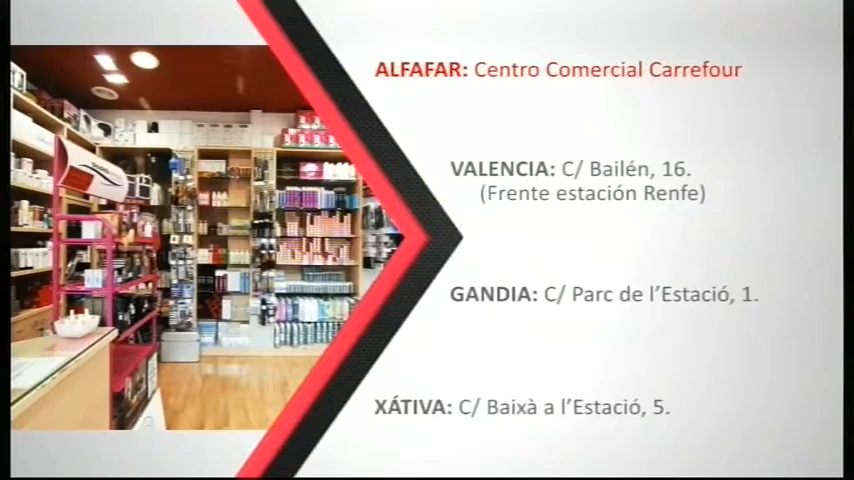 ALFAFAR: Centro Comercial Carrefour
VALENCIA: C/ Bailén, 16.
(Frente estación Renfe)
GANDIA: C/ Parc de l'Estació, 1.
XÁTIVA: C/ Baixà a l'Estació, 5.